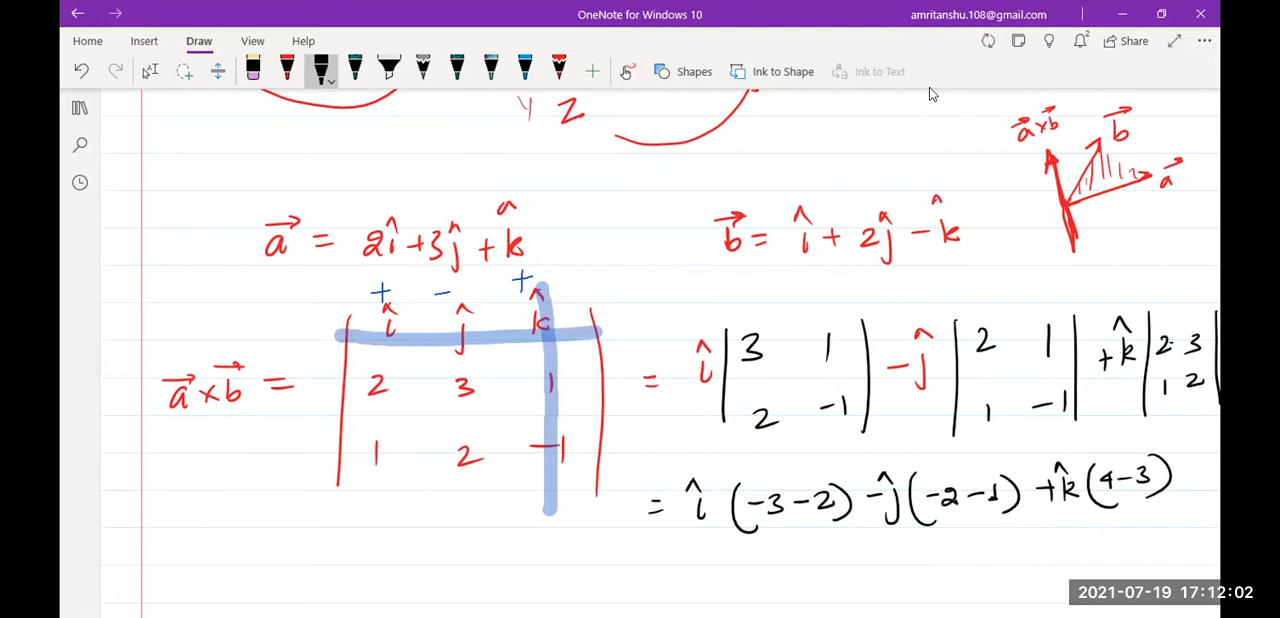 OneNote for Windows 10
amritanshu.108@gmail.com
Home Insert Draw View Help
Share
Shapes
Ink to Shape
Ink to Text
y z
a⃗×b⃗
b⃗
a⃗
a⃗ = 2î+3ĵ+k̂
b⃗ = î + 2ĵ − k̂
+ − +
î ĵ k̂
a⃗×b⃗ = | 2 3 1 | = î | 3 1 | −ĵ | 2 1 | +k̂ | 2 3 |
1 2 −1 2 −1 1 −1 1 2
= î (−3−2) −ĵ(−2−1) +k̂(4−3)
2021-07-19 17:12:02